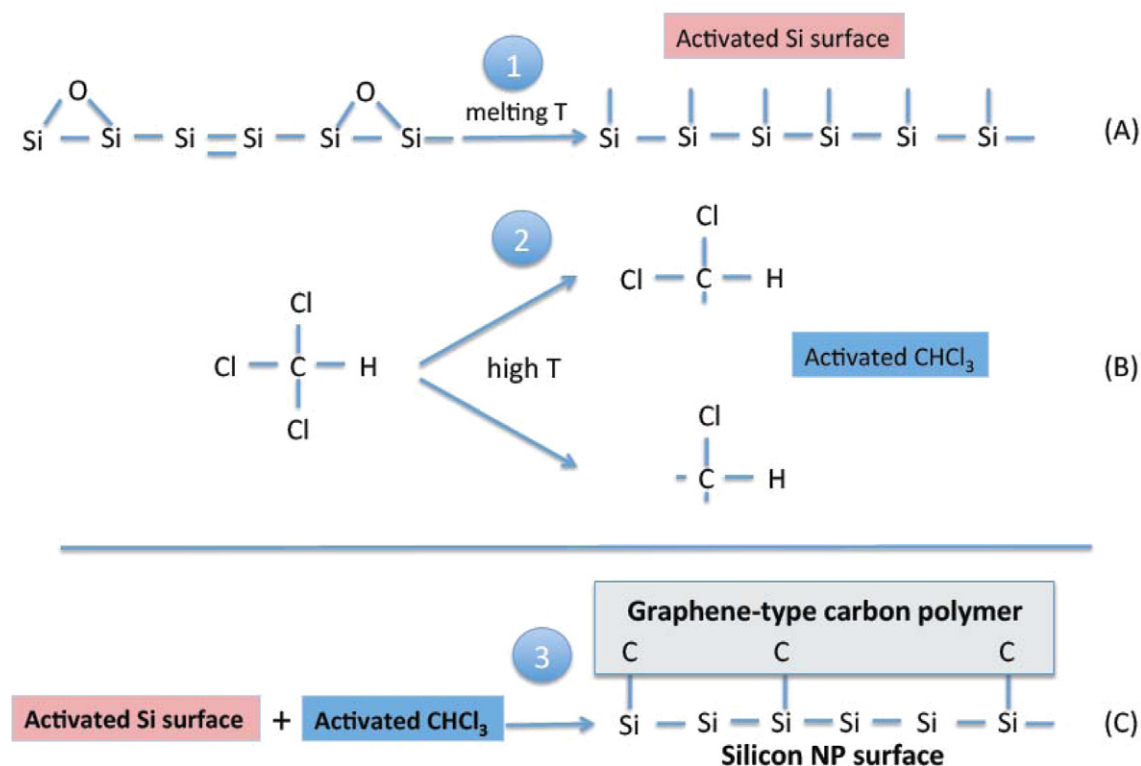 Activated Si surface
1
melting T
O
O
Si Si Si Si Si Si
Si Si Si Si Si Si
(A)
2
Cl
Cl C H
Cl
Cl C H
Cl
high T
Activated CHCl₃
(B)
Cl
C H
Graphene-type carbon polymer
C C C
3
Activated Si surface + Activated CHCl₃
Si Si Si Si Si Si
(C)
Silicon NP surface